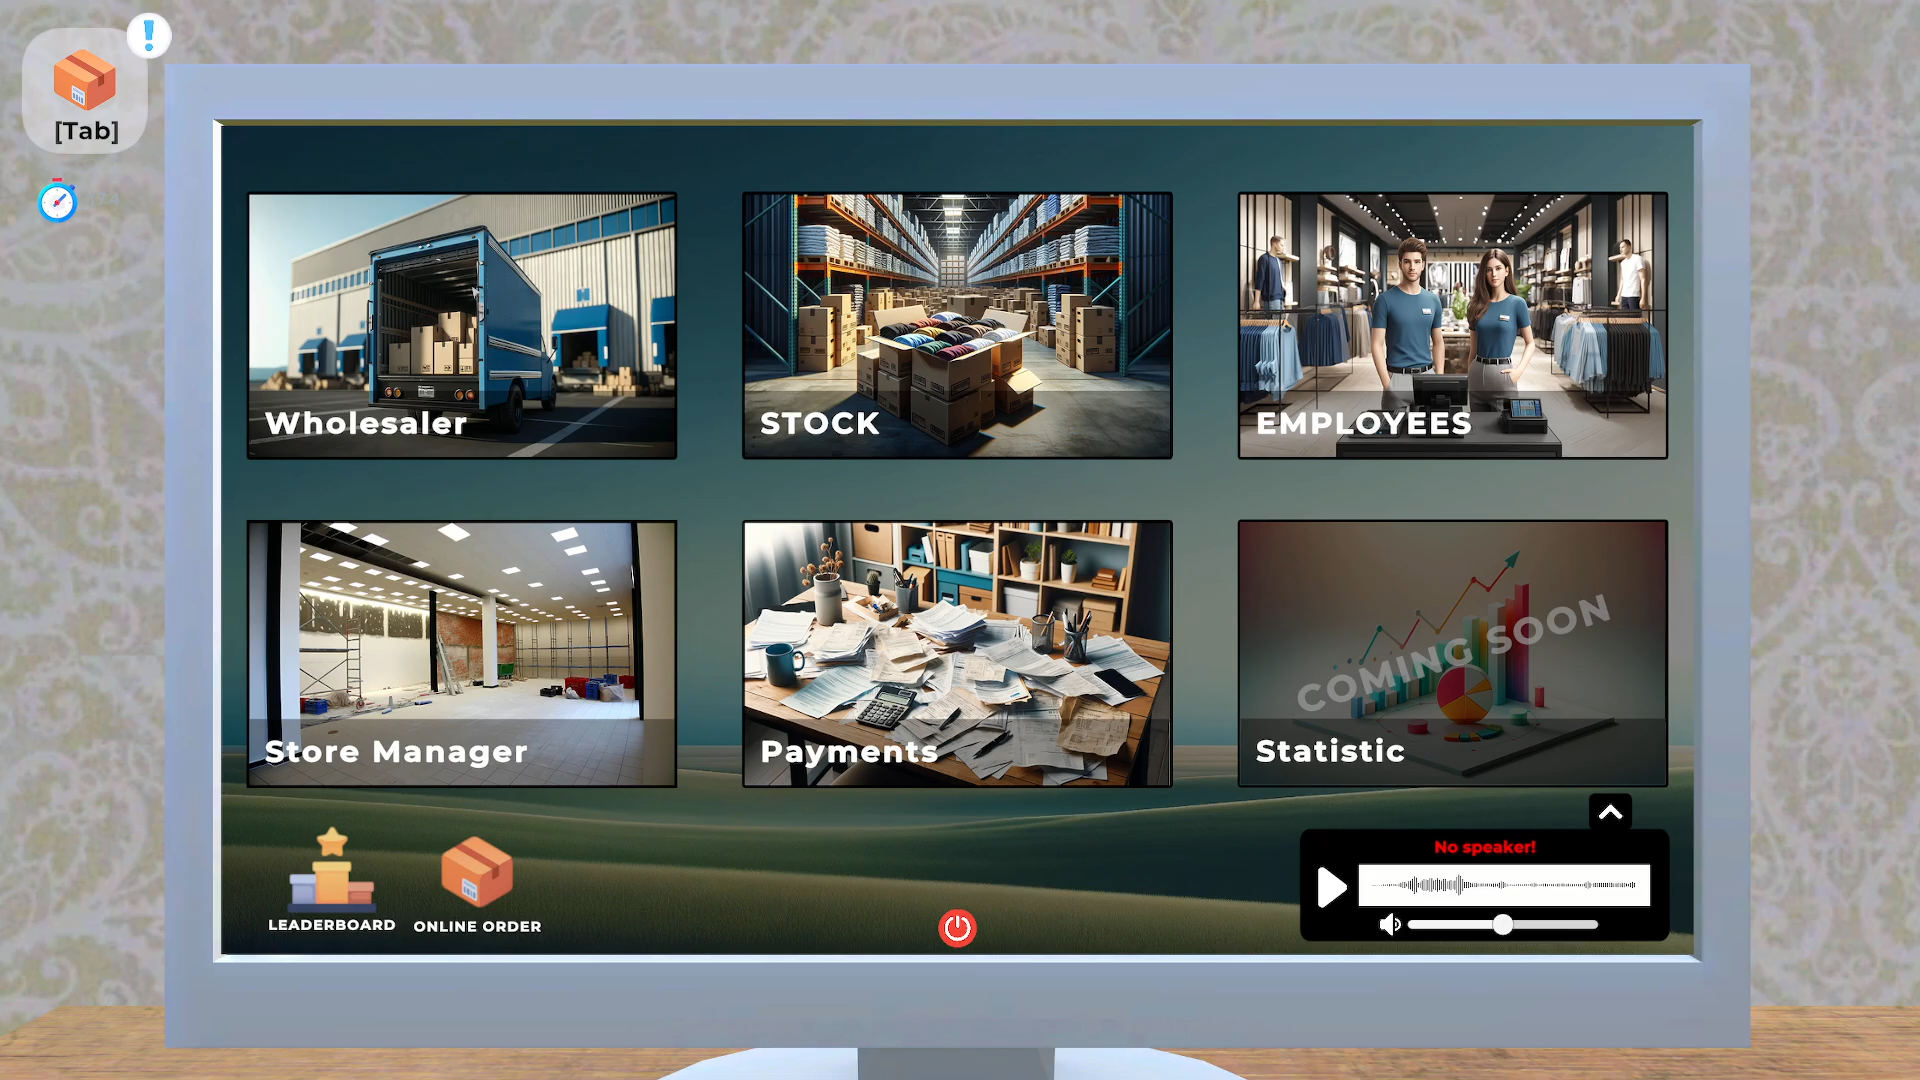 [Tab]
Wholesaler
STOCK
EMPLOYEES
Store Manager
Payments
COMING SOON
Statistic
No speaker!
LEADERBOARD
ONLINE ORDER